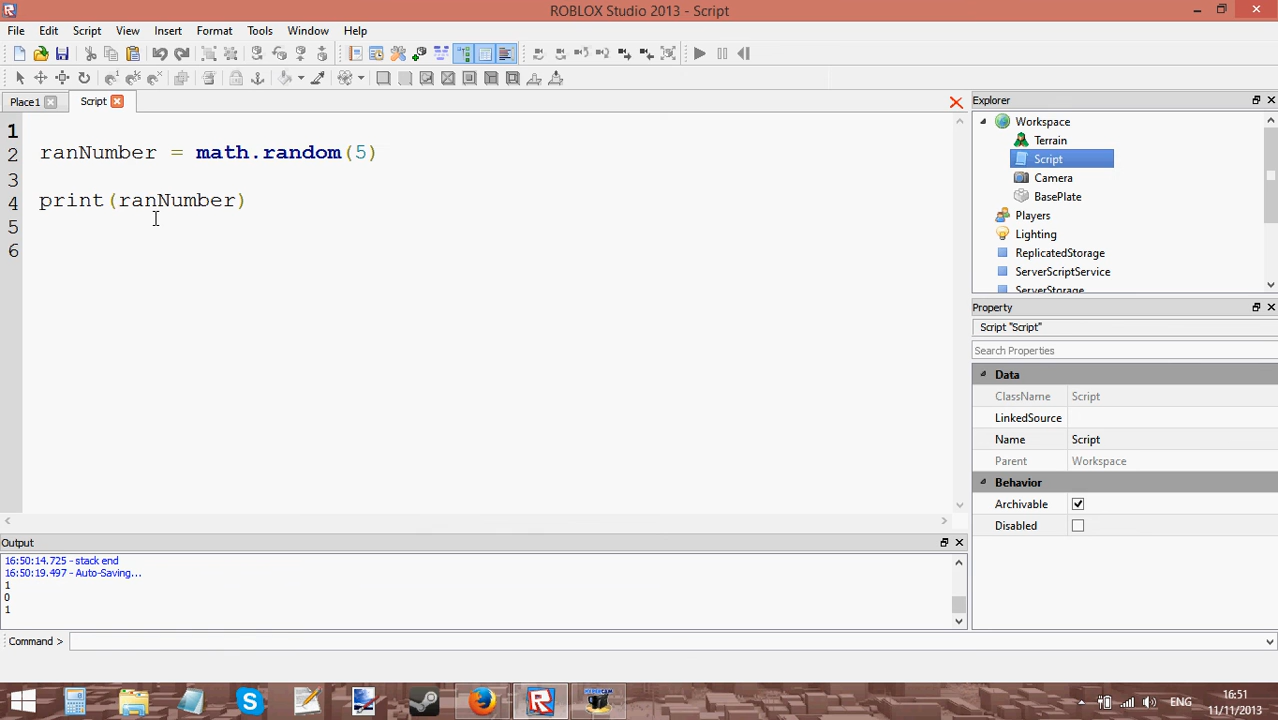 ROBLOX Studio 2013 - Script
File Edit Script View Insert Format Tools Window Help
Place1 Script
1
2 ranNumber = math.random(5)
3
4 print(ranNumber)
5
6
Explorer
Workspace
Terrain
Script
Camera
BasePlate
Players
Lighting
ReplicatedStorage
ServerScriptService
ServerStorage
Property
Script "Script"
Search Properties
Data
ClassName Script
LinkedSource
Name Script
Parent Workspace
Behavior
Archivable
Disabled
Output
16:50:14.725 - stack end
16:50:19.497 - Auto-Saving...
1
0
1
Command >
ENG
16:51
11/11/2013